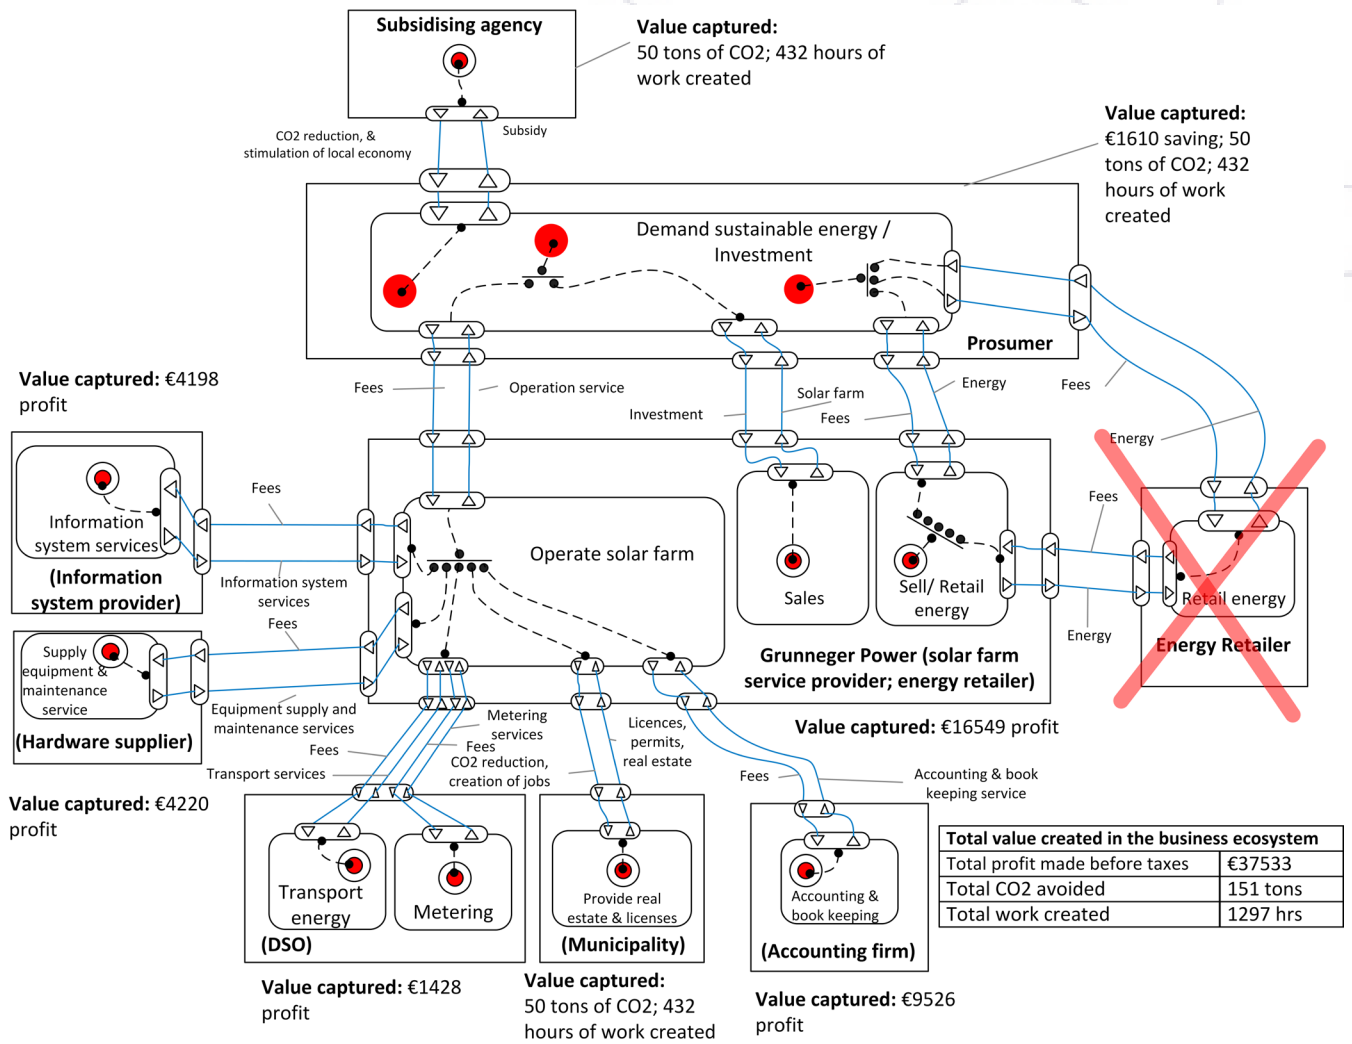 Subsidising agency
Value captured:
50 tons of CO2; 432 hours of
work created
CO2 reduction, &
stimulation of local economy
Subsidy
Value captured:
€1610 saving; 50
tons of CO2; 432
hours of work
created
Demand sustainable energy /
Investment
Prosumer
Value captured: €4198
profit
Fees
Operation service
Investment
Solar farm
Fees
Energy
Fees
Energy
Information
system services
(Information
system provider)
Fees
Information system
services
Fees
Operate solar farm
Sales
Sell/ Retail
energy
Fees
Energy
Retail energy
Energy Retailer
Supply
equipment &
maintenance
service
(Hardware supplier)
Equipment supply and
maintenance services
Grunneger Power (solar farm
service provider; energy retailer)
Value captured: €16549 profit
Value captured: €4220
profit
Fees
Transport services
Metering
services
Fees
CO2 reduction,
creation of jobs
Licences,
permits,
real estate
Fees
Accounting & book
keeping service
Transport
energy
Metering
(DSO)
Value captured: €1428
profit
Provide real
estate & licenses
(Municipality)
Value captured:
50 tons of CO2; 432
hours of work created
Accounting &
book keeping
(Accounting firm)
Value captured: €9526
profit
Total value created in the business ecosystem
Total profit made before taxes €37533
Total CO2 avoided 151 tons
Total work created 1297 hrs